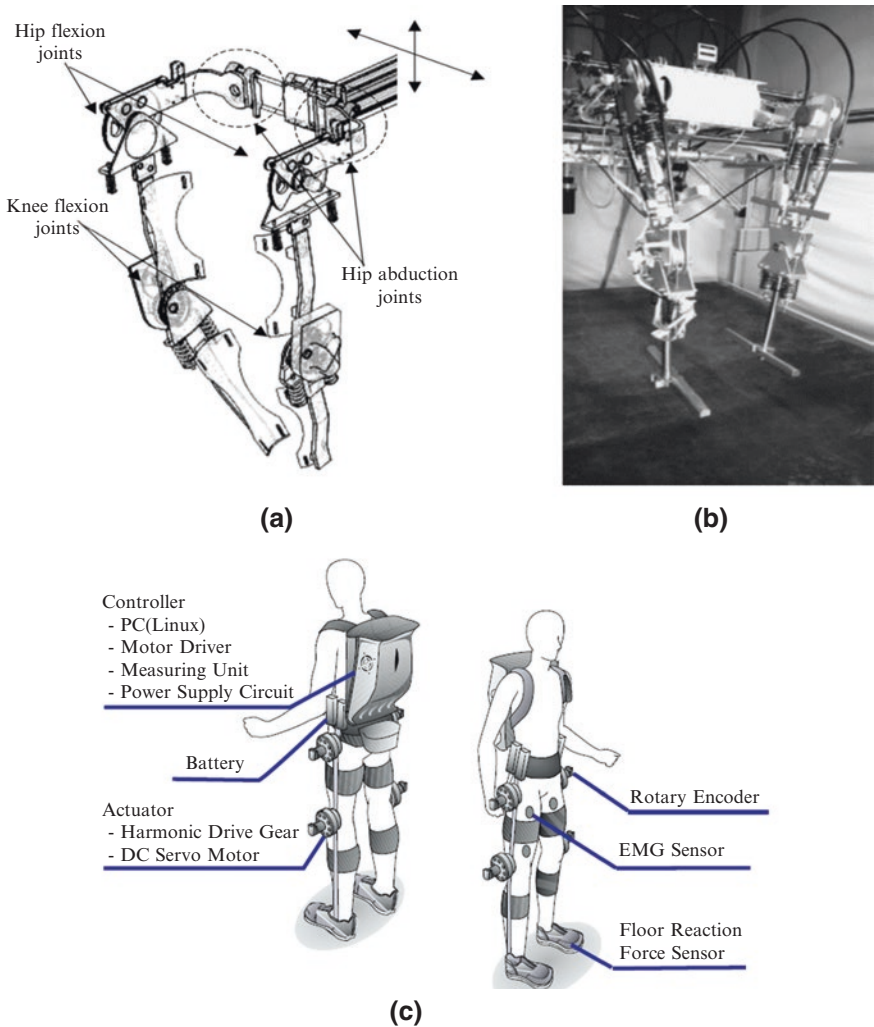 Hip flexion
joints
Knee flexion
joints
Hip abduction
joints
(a)
(b)
Controller
- PC(Linux)
- Motor Driver
- Measuring Unit
- Power Supply Circuit
Battery
Actuator
- Harmonic Drive Gear
- DC Servo Motor
Rotary Encoder
EMG Sensor
Floor Reaction
Force Sensor
(c)